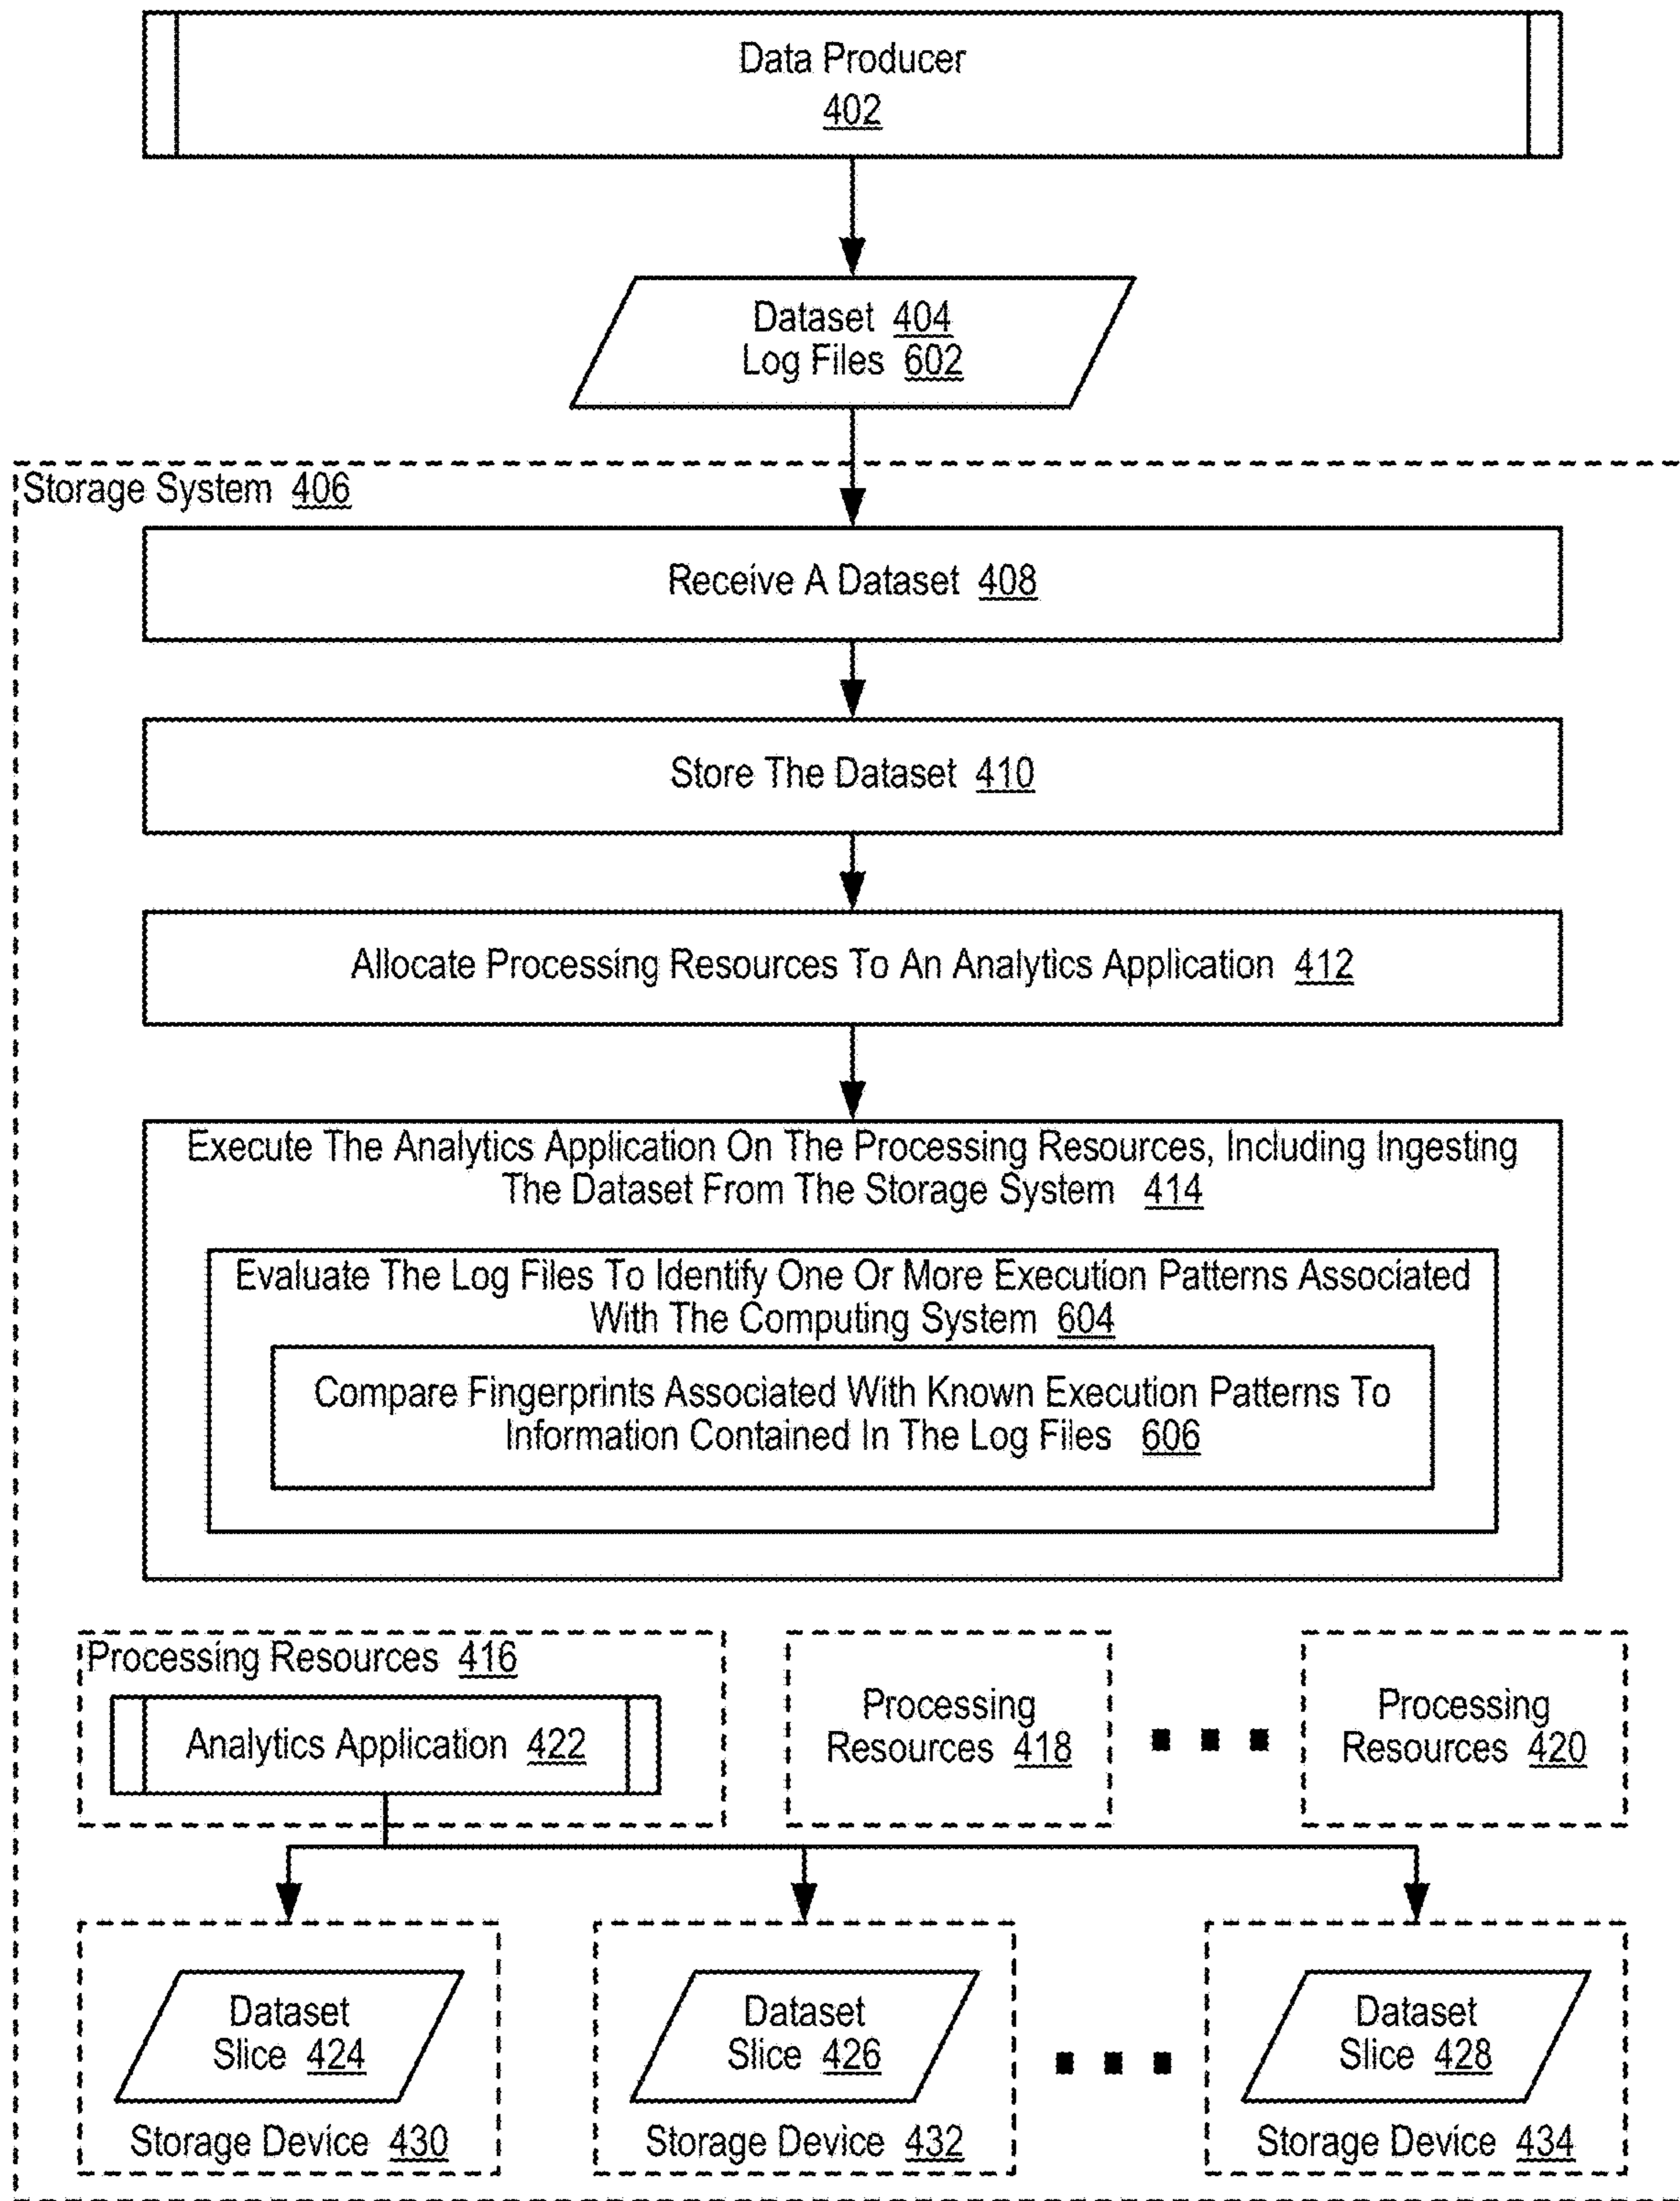 Data Producer
402
Dataset 404
Log Files 602
Storage System 406
Receive A Dataset 408
Store The Dataset 410
Allocate Processing Resources To An Analytics Application 412
Execute The Analytics Application On The Processing Resources, Including Ingesting
The Dataset From The Storage System 414
Evaluate The Log Files To Identify One Or More Execution Patterns Associated
With The Computing System 604
Compare Fingerprints Associated With Known Execution Patterns To
Information Contained In The Log Files 606
Processing Resources 416
Analytics Application 422
Processing
Resources 418
Processing
Resources 420
Dataset
Slice 424
Storage Device 430
Dataset
Slice 426
Storage Device 432
Dataset
Slice 428
Storage Device 434